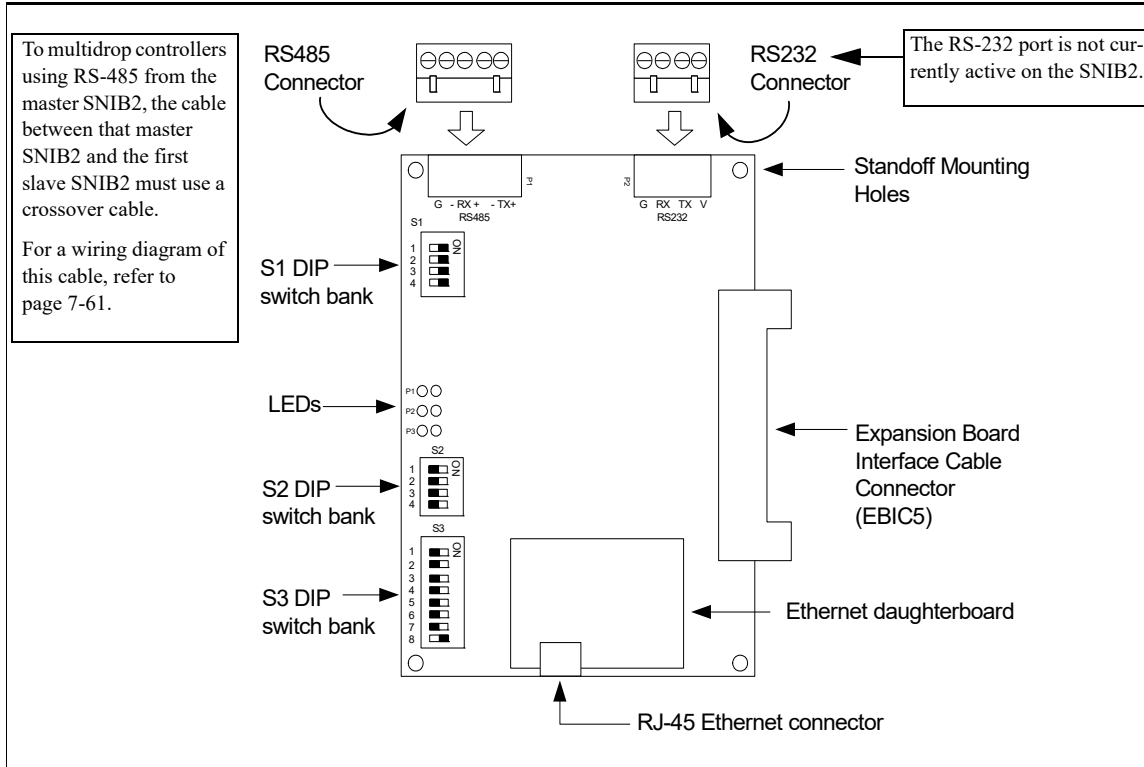 To multidrop controllers
using RS-485 from the
master SNIB2, the cable
between that master
SNIB2 and the first
slave SNIB2 must use a
crossover cable.
For a wiring diagram of
this cable, refer to
page 7-61.
RS485
Connector
RS232
Connector
The RS-232 port is not cur-
rently active on the SNIB2.
P1
G - RX + - TX+
RS485
P2
G RX TX V
RS232
Standoff Mounting
Holes
S1
ON
1
2
3
4
S1 DIP
switch bank
LEDs
P1
P2
P3
S2
ON
1
2
3
4
S2 DIP
switch bank
Expansion Board
Interface Cable
Connector
(EBIC5)
S3
ON
1
2
3
4
5
6
7
8
S3 DIP
switch bank
Ethernet daughterboard
RJ-45 Ethernet connector